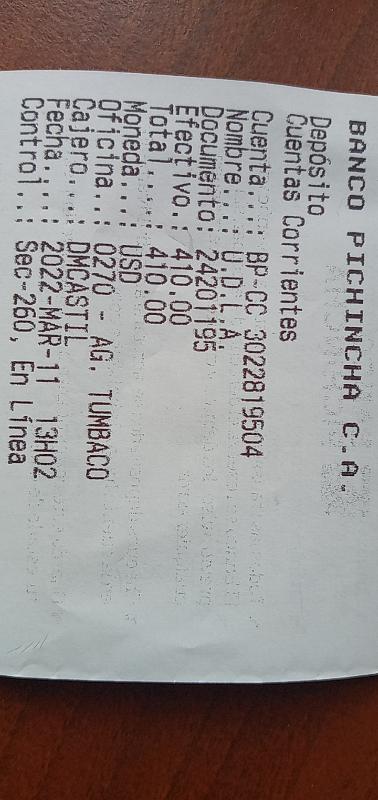 BANCO PICHINCHA C.A.
Depósito
Cuentas Corrientes
Cuenta...: BP-CC 3022819504
Nombre...: U.D.L.A.
Documento: 24201195
Efectivo.: 410.00
Total....: 410.00
Moneda...: USD
Oficina..: 0270 - AG. TUMBACO
Cajero...: DMCASTIL
Fecha....: 2022-MAR-11 13H02
Control..: Sec-260, En Línea